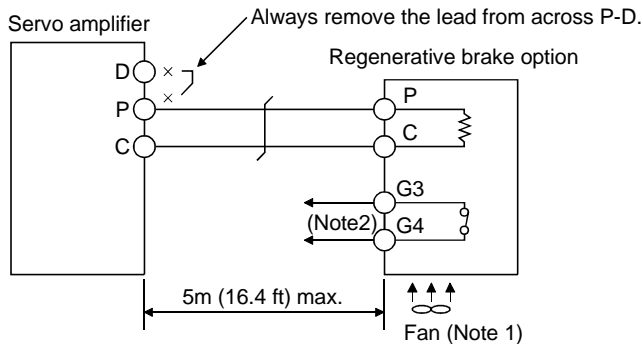 Servo amplifier
Always remove the lead from across P-D.
Regenerative brake option
D
P
P
C
C
G3
(Note2)
G4
5m (16.4 ft) max.
Fan (Note 1)